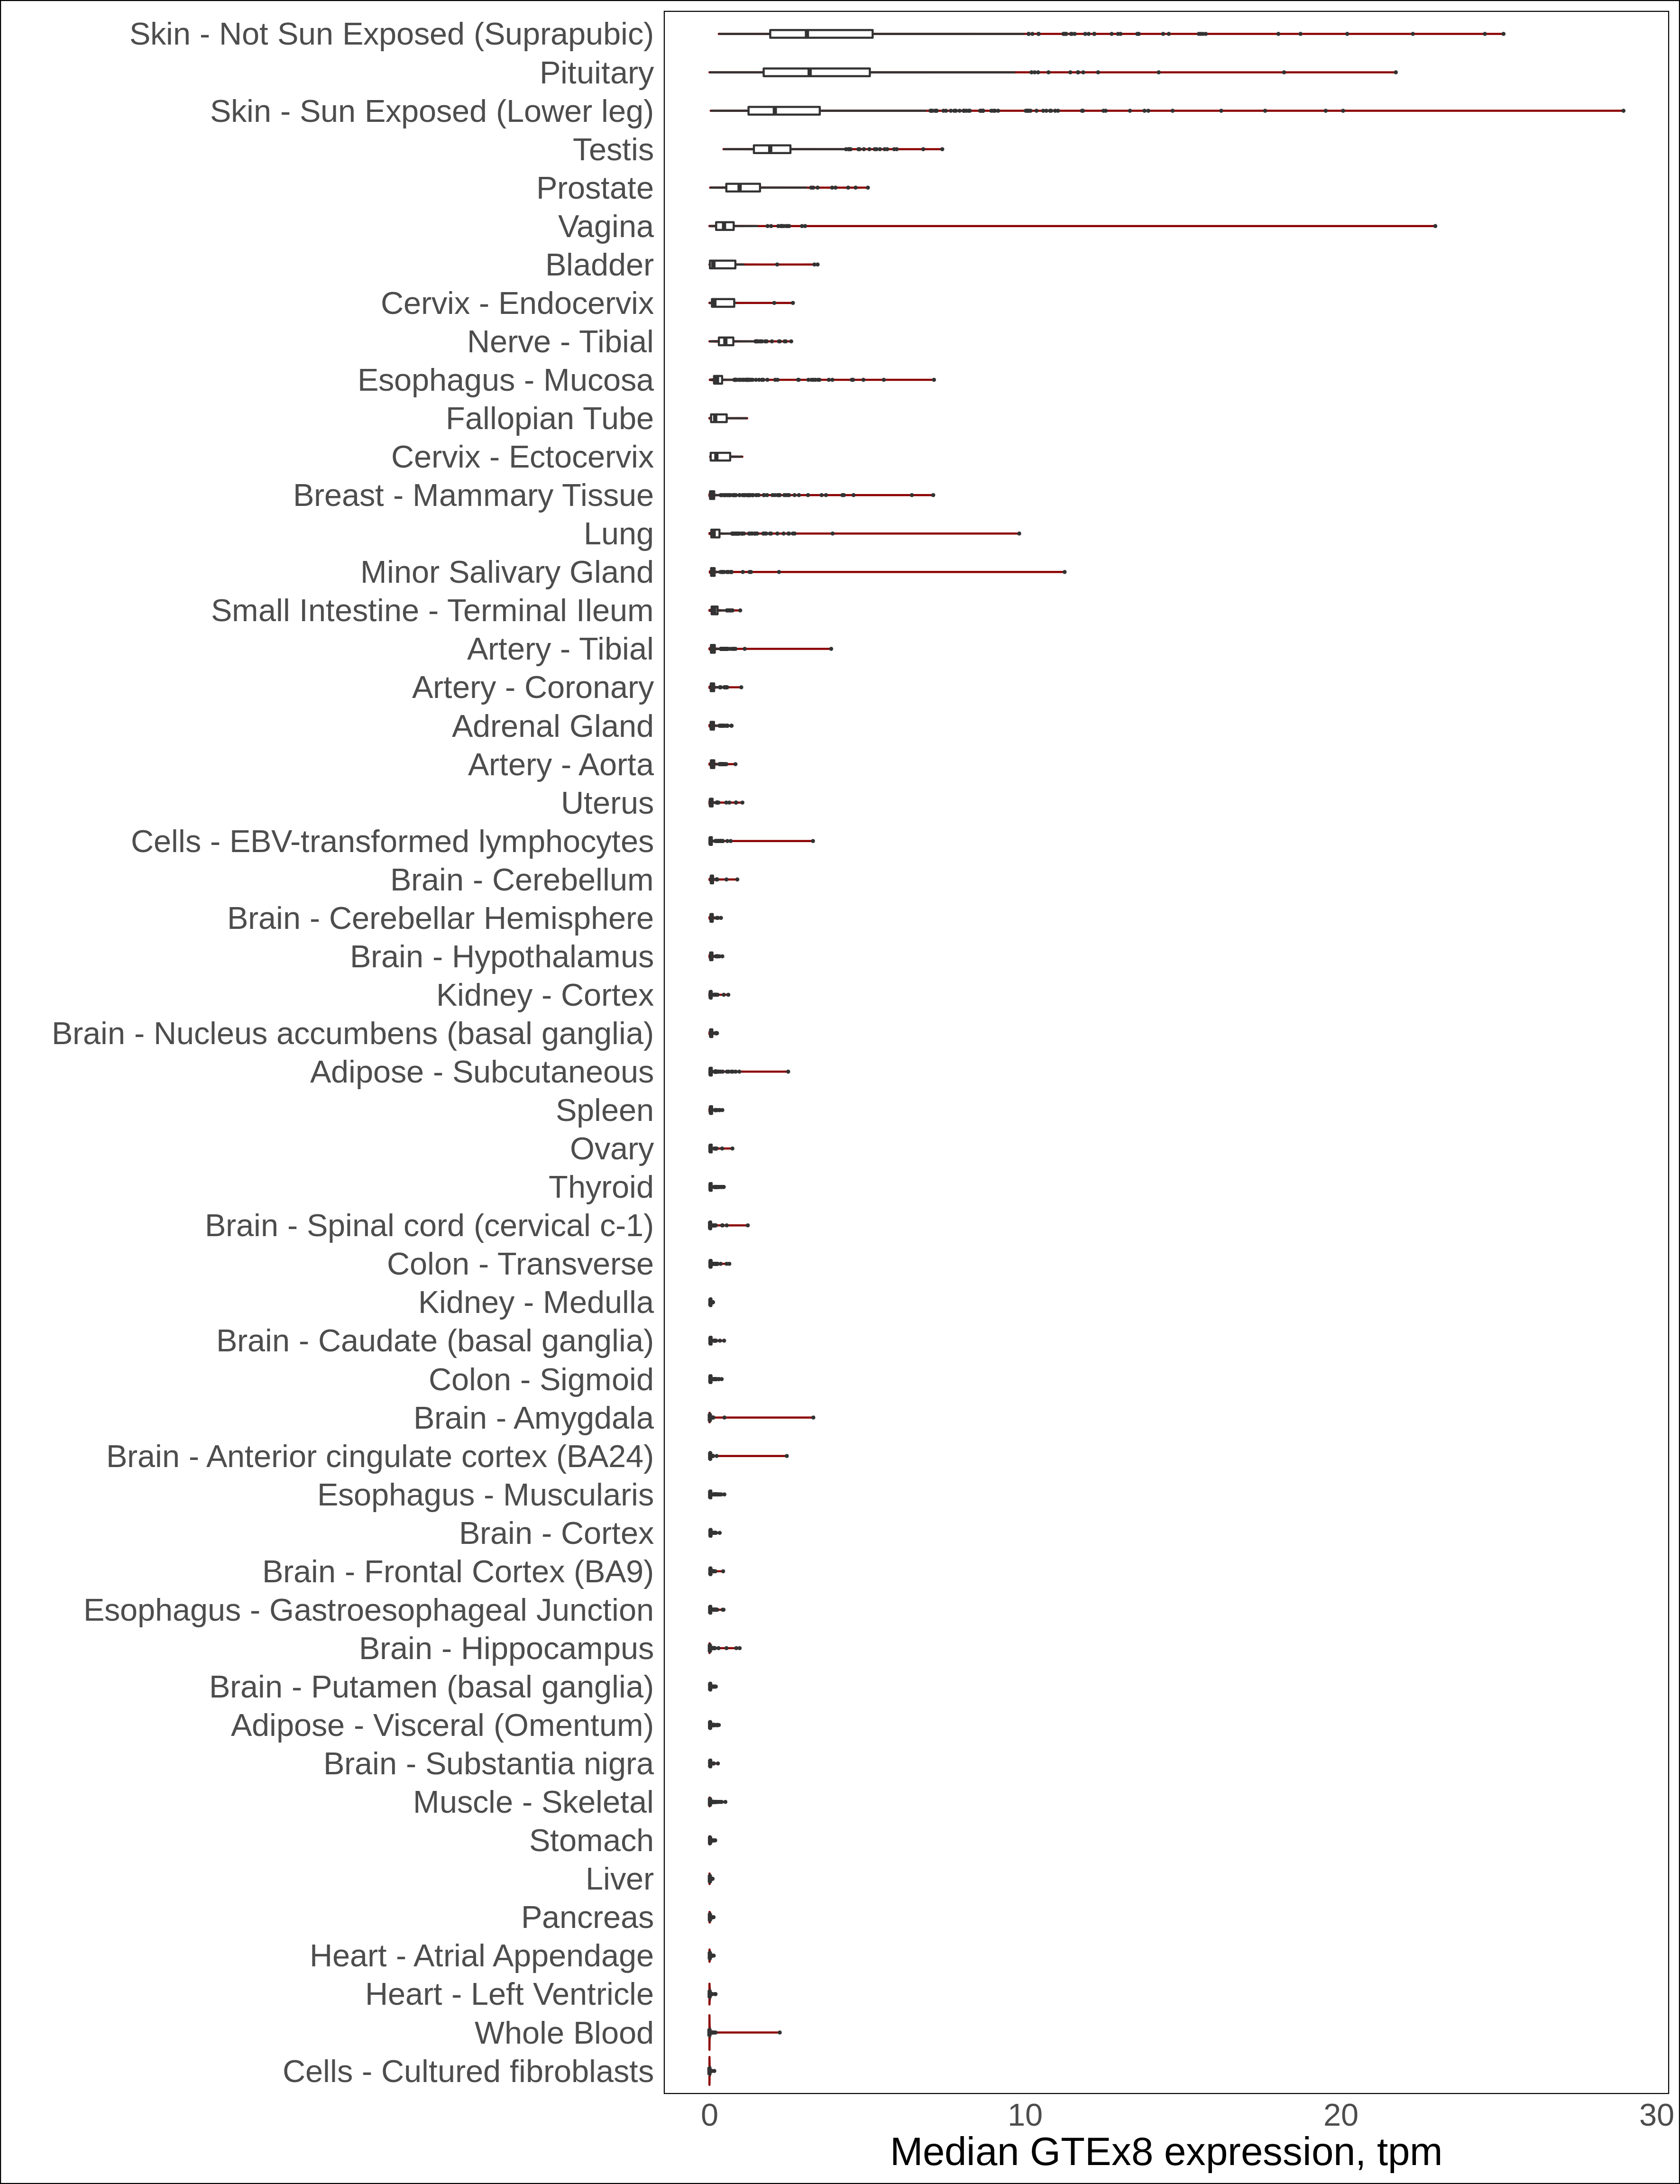 Skin - Not Sun Exposed (Suprapubic)
Pituitary
Skin - Sun Exposed (Lower leg)
Testis
Prostate
Vagina
Bladder
Cervix - Endocervix
Nerve - Tibial
Esophagus - Mucosa
Fallopian Tube
Cervix - Ectocervix
Breast - Mammary Tissue
Lung
Minor Salivary Gland
Small Intestine - Terminal Ileum
Artery - Tibial
Artery - Coronary
Adrenal Gland
Artery - Aorta
Uterus
Cells - EBV-transformed lymphocytes
Brain - Cerebellum
Brain - Cerebellar Hemisphere
Brain - Hypothalamus
Kidney - Cortex
Brain - Nucleus accumbens (basal ganglia)
Adipose - Subcutaneous
Spleen
Ovary
Thyroid
Brain - Spinal cord (cervical c-1)
Colon - Transverse
Kidney - Medulla
Brain - Caudate (basal ganglia)
Colon - Sigmoid
Brain - Amygdala
Brain - Anterior cingulate cortex (BA24)
Esophagus - Muscularis
Brain - Cortex
Brain - Frontal Cortex (BA9)
Esophagus - Gastroesophageal Junction
Brain - Hippocampus
Brain - Putamen (basal ganglia)
Adipose - Visceral (Omentum)
Brain - Substantia nigra
Muscle - Skeletal
Stomach
Liver
Pancreas
Heart - Atrial Appendage
Heart - Left Ventricle
Whole Blood
Cells - Cultured fibroblasts
0 10 20 30
Median GTEx8 expression, tpm